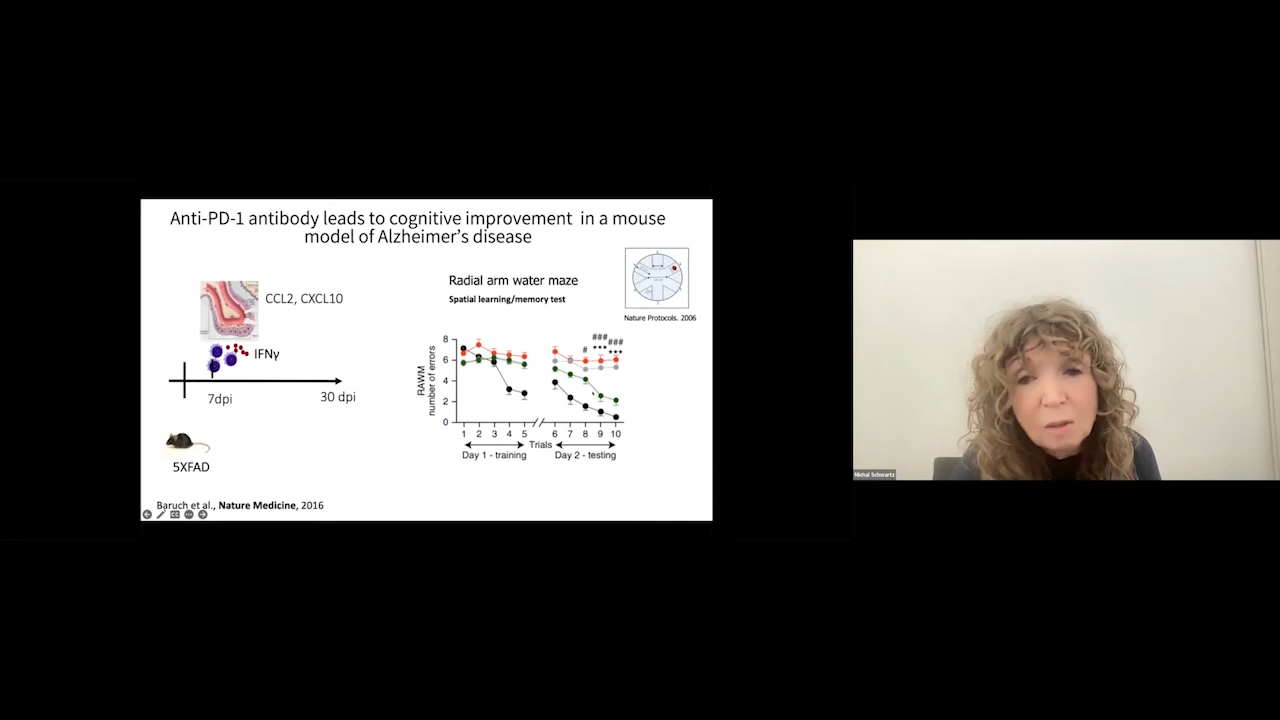 Anti-PD-1 antibody leads to cognitive improvement in a mouse
model of Alzheimer's disease
CCL2, CXCL10
IFNγ
7dpi
30 dpi
5XFAD
Radial arm water maze
Spatial learning/memory test
Nature Protocols. 2006
RAWM
number of errors
8
6
4
2
0
#
###
***
###
***
1 2 3 4 5 6 7 8 9 10
Trials
Day 1 - training
Day 2 - testing
Baruch et al., Nature Medicine, 2016
Michal Schwartz